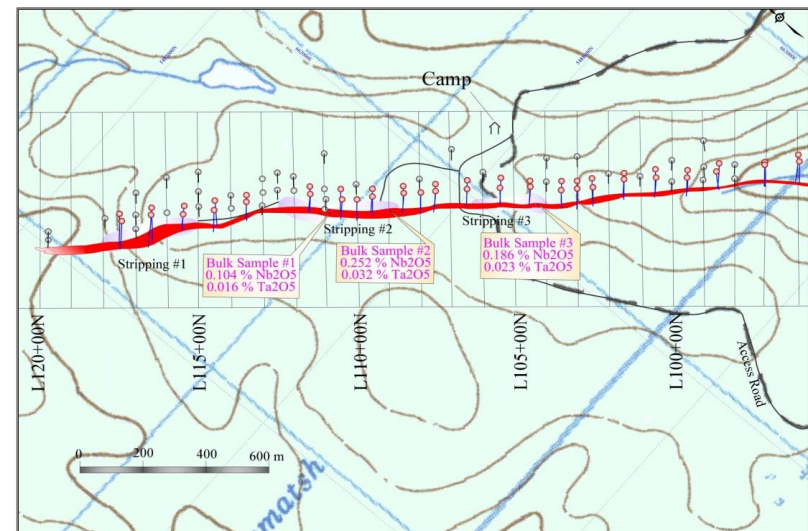 Camp
Stripping #1
Bulk Sample #1
0.104 % Nb2O5
0.016 % Ta2O5
Stripping #2
Bulk Sample #2
0.252 % Nb2O5
0.032 % Ta2O5
Stripping #3
Bulk Sample #3
0.186 % Nb2O5
0.023 % Ta2O5
L120+00N
L115+00N
L110+00N
L105+00N
L100+00N
Access Road
0 200 400 600 m
matsh